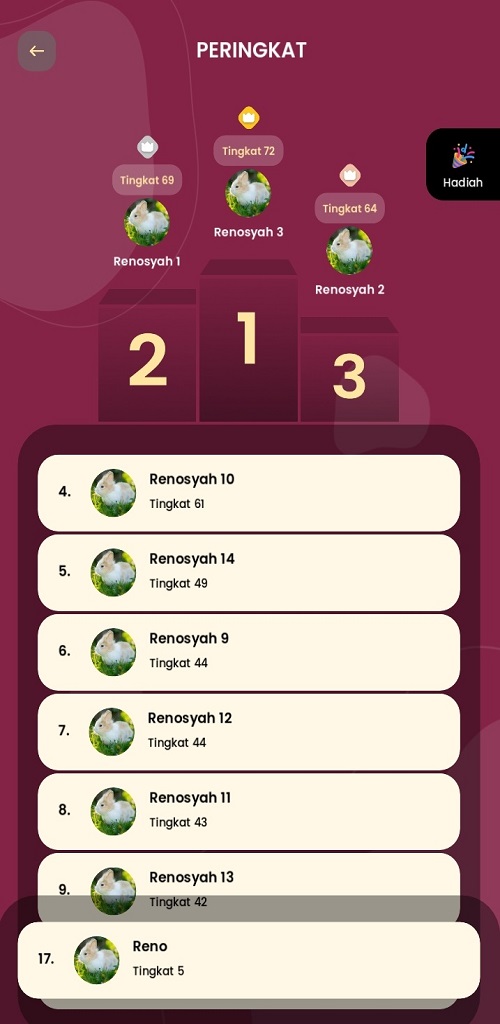 PERINGKAT
Hadiah
Tingkat 72
Renosyah 3
Tingkat 69
Renosyah 1
Tingkat 64
Renosyah 2
2
1
3
4.
Renosyah 10
Tingkat 61
5.
Renosyah 14
Tingkat 49
6.
Renosyah 9
Tingkat 44
7.
Renosyah 12
Tingkat 44
8.
Renosyah 11
Tingkat 43
9.
Renosyah 13
Tingkat 42
17.
Reno
Tingkat 5